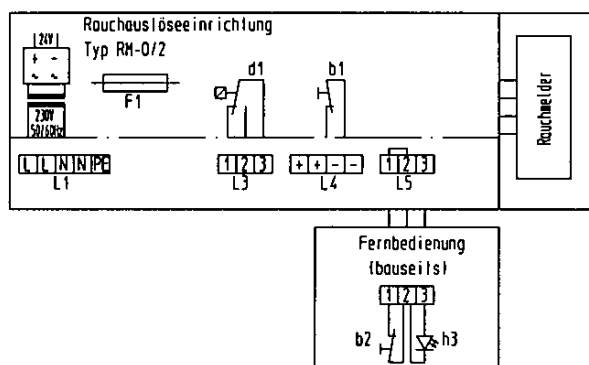 Rauchauslöseeinrichtung
Typ RM-0/2
24V
+ -
~ ~
230V
50/60Hz
F1
d1
b1
Rauchmelder
L L N N PE
L1
1 2 3
L3
+ + - -
L4
1 2 3
L5
Fernbedienung
(bauseits)
1 2 3
b2
h3